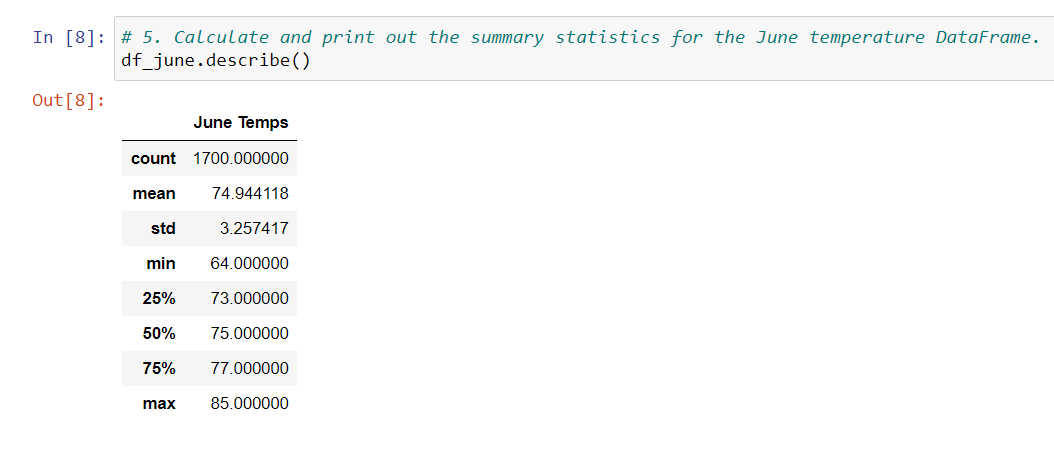 In [8]: # 5. Calculate and print out the summary statistics for the June temperature DataFrame.
df_june.describe()
Out[8]:
June Temps
count 1700.000000
mean 74.944118
std 3.257417
min 64.000000
25% 73.000000
50% 75.000000
75% 77.000000
max 85.000000